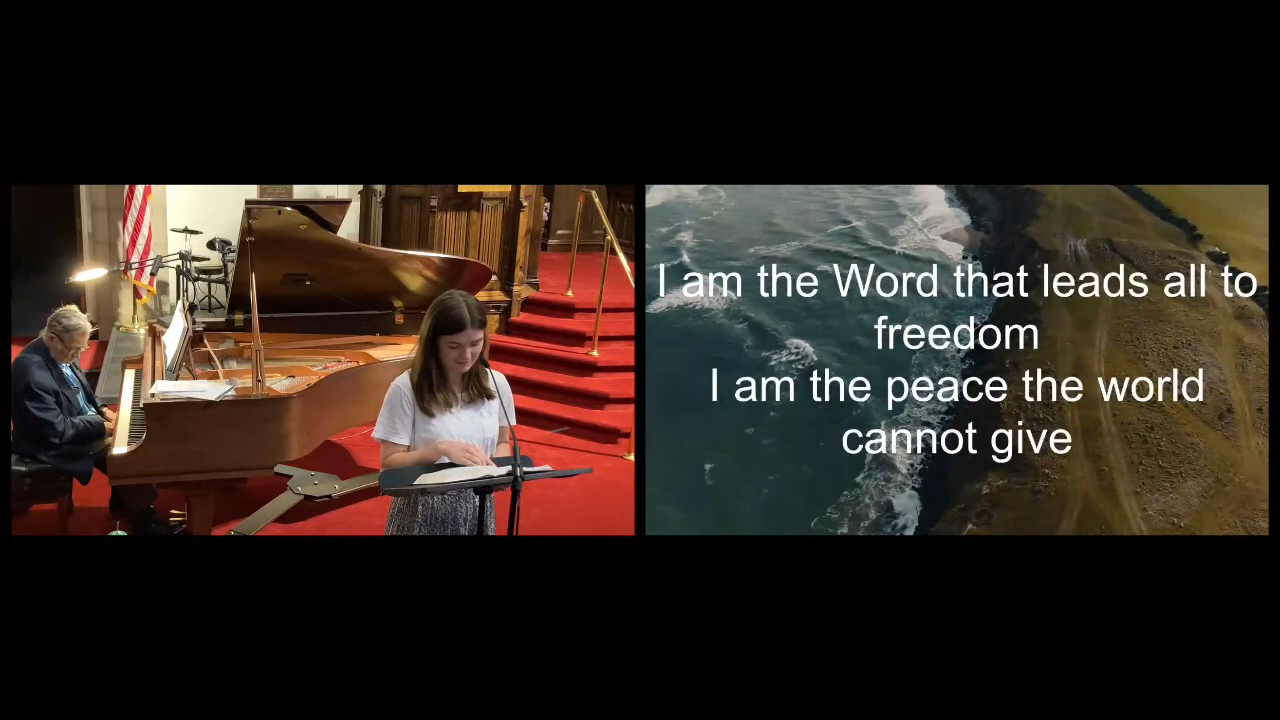 I am the Word that leads all to
freedom
I am the peace the world
cannot give